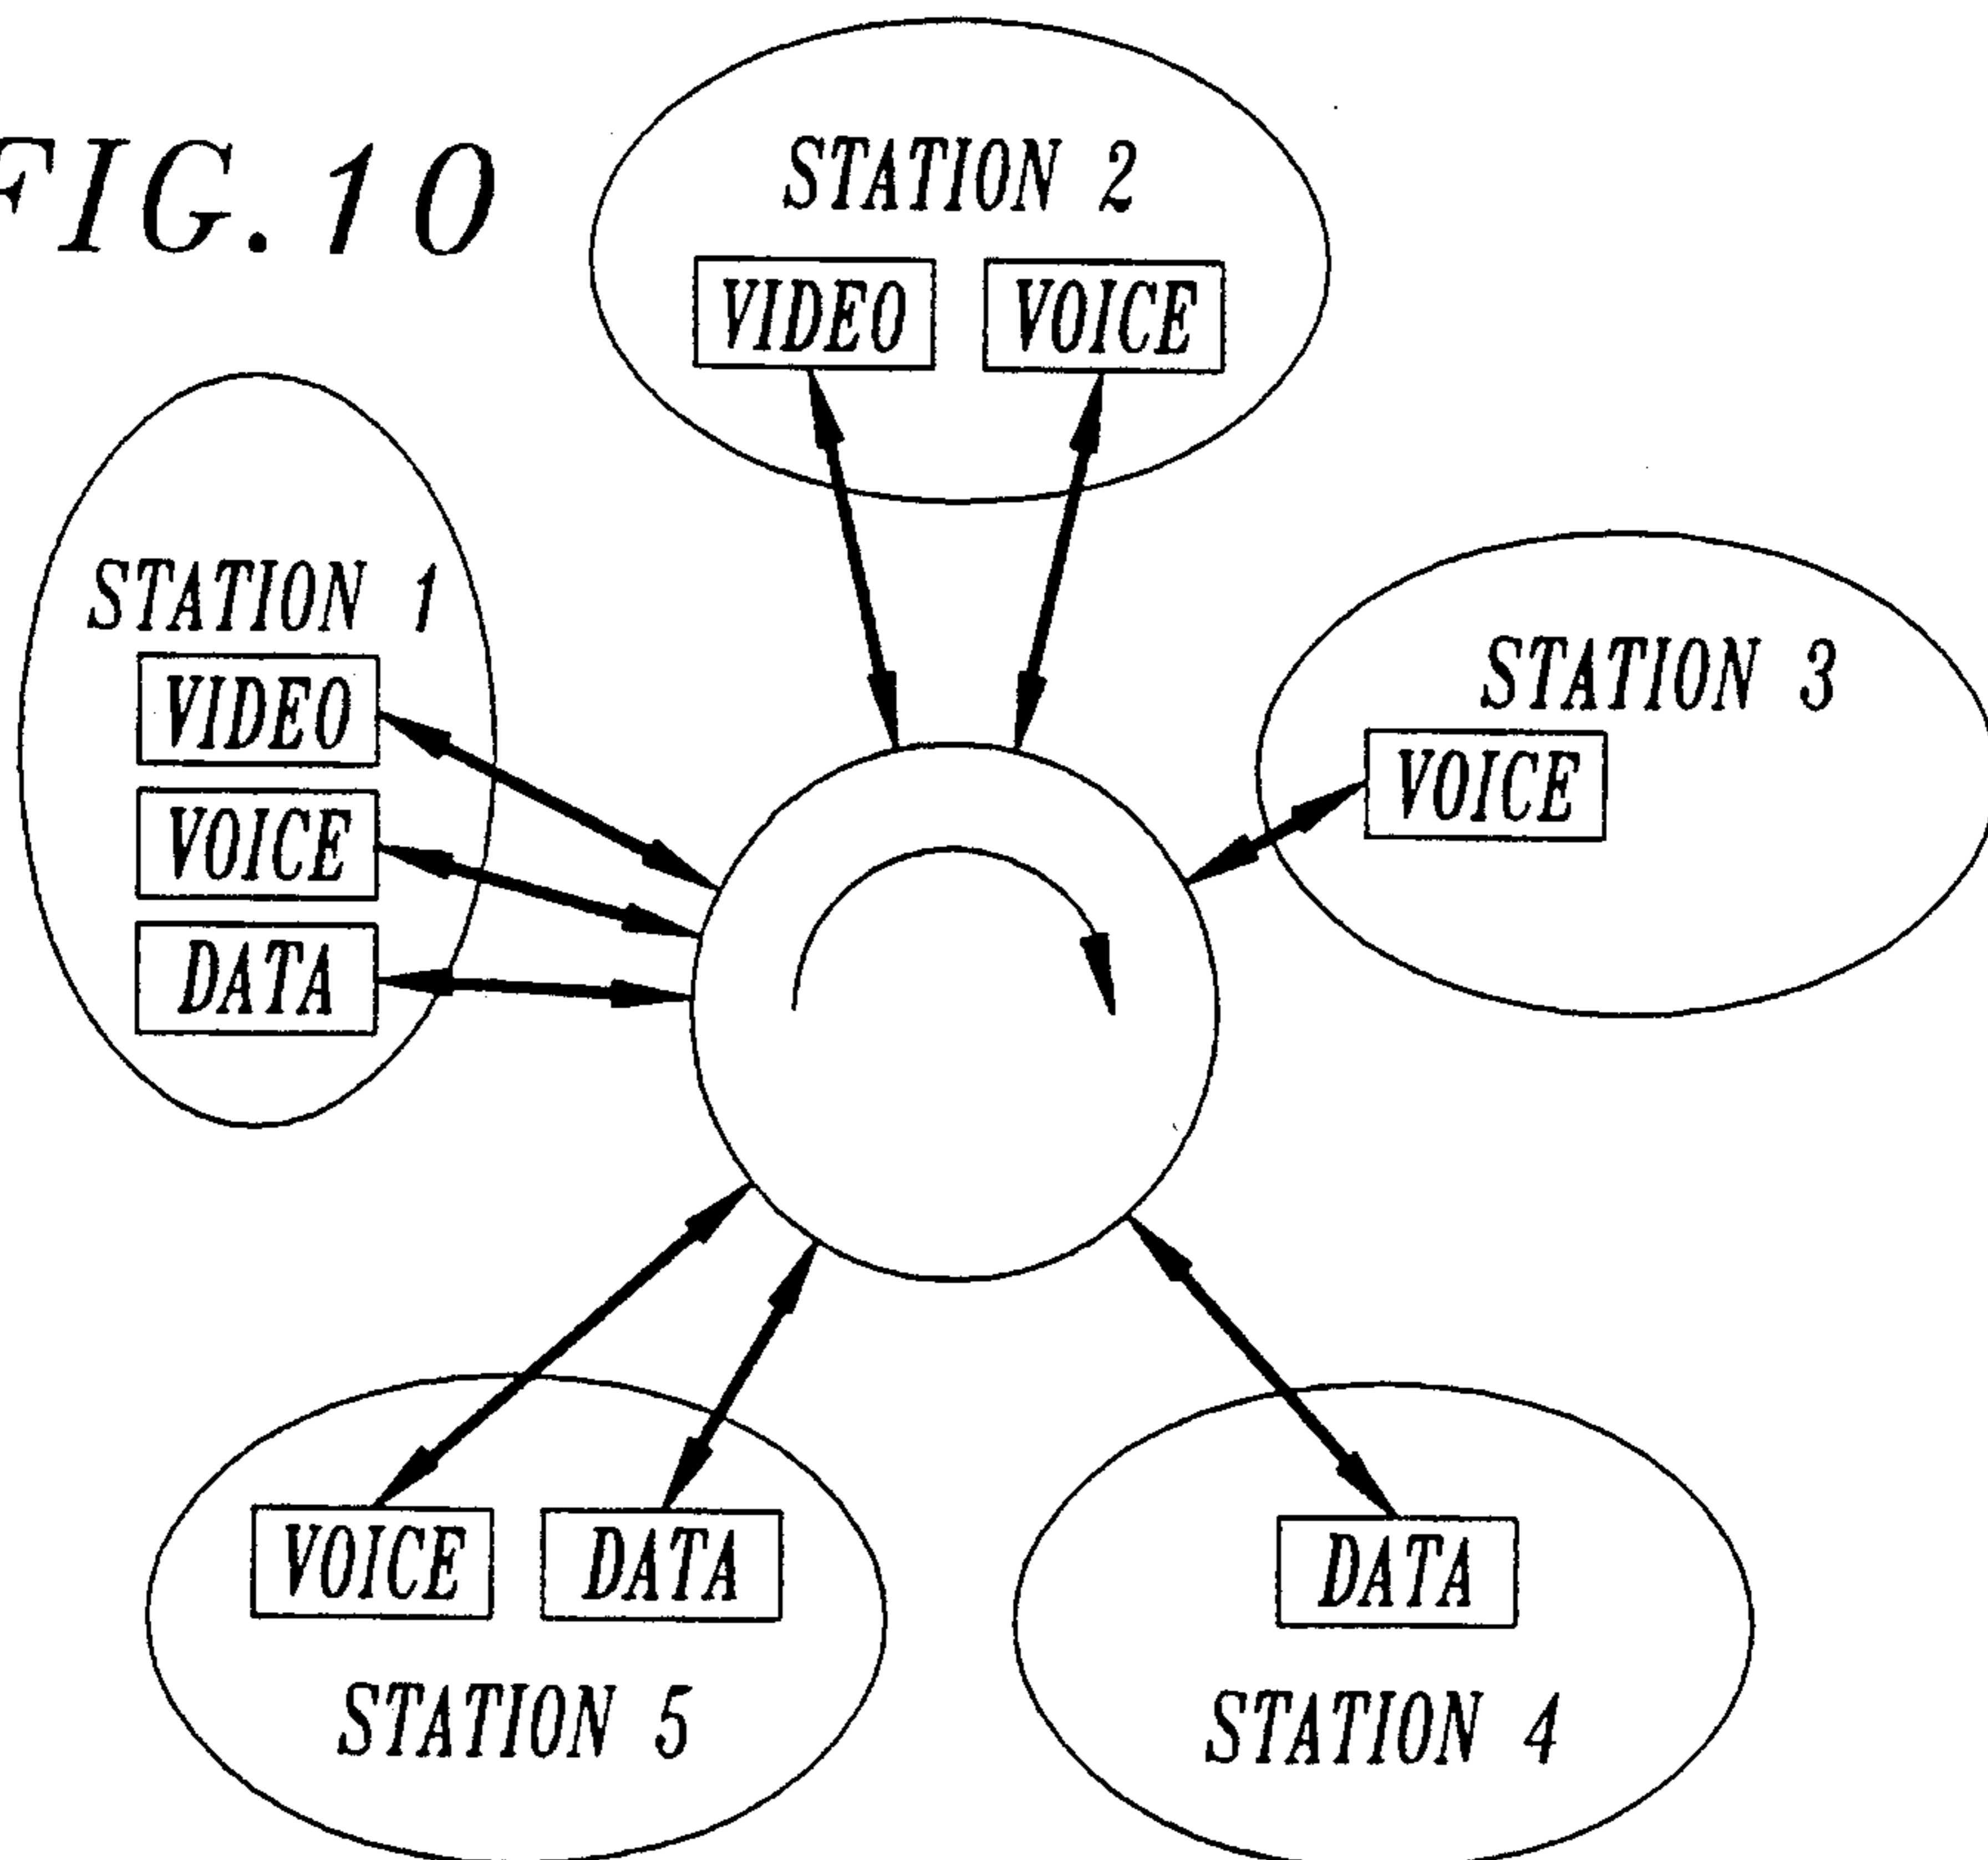 FIG.10
STATION 2
VIDEO VOICE
STATION 1
VIDEO
VOICE
DATA
STATION 3
VOICE
VOICE DATA
STATION 5
DATA
STATION 4